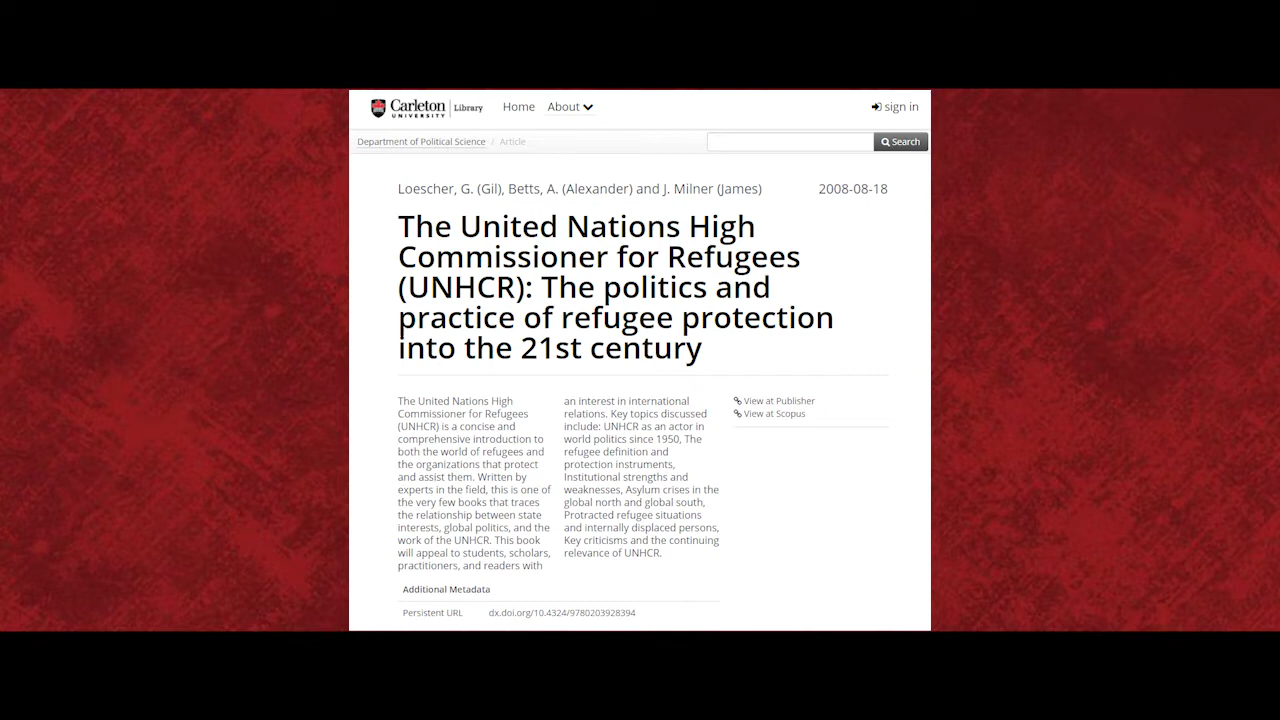 Carleton UNIVERSITY Library Home About sign in
Department of Political Science / Article Search
Loescher, G. (Gil), Betts, A. (Alexander) and J. Milner (James) 2008-08-18
The United Nations High
Commissioner for Refugees
(UNHCR): The politics and
practice of refugee protection
into the 21st century
The United Nations High
Commissioner for Refugees
(UNHCR) is a concise and
comprehensive introduction to
both the world of refugees and
the organizations that protect
and assist them. Written by
experts in the field, this is one of
the very few books that traces
the relationship between state
interests, global politics, and the
work of the UNHCR. This book
will appeal to students, scholars,
practitioners, and readers with
an interest in international
relations. Key topics discussed
include: UNHCR as an actor in
world politics since 1950, The
refugee definition and
protection instruments,
Institutional strengths and
weaknesses, Asylum crises in the
global north and global south,
Protracted refugee situations
and internally displaced persons,
Key criticisms and the continuing
relevance of UNHCR.
View at Publisher
View at Scopus
Additional Metadata
Persistent URL dx.doi.org/10.4324/9780203928394